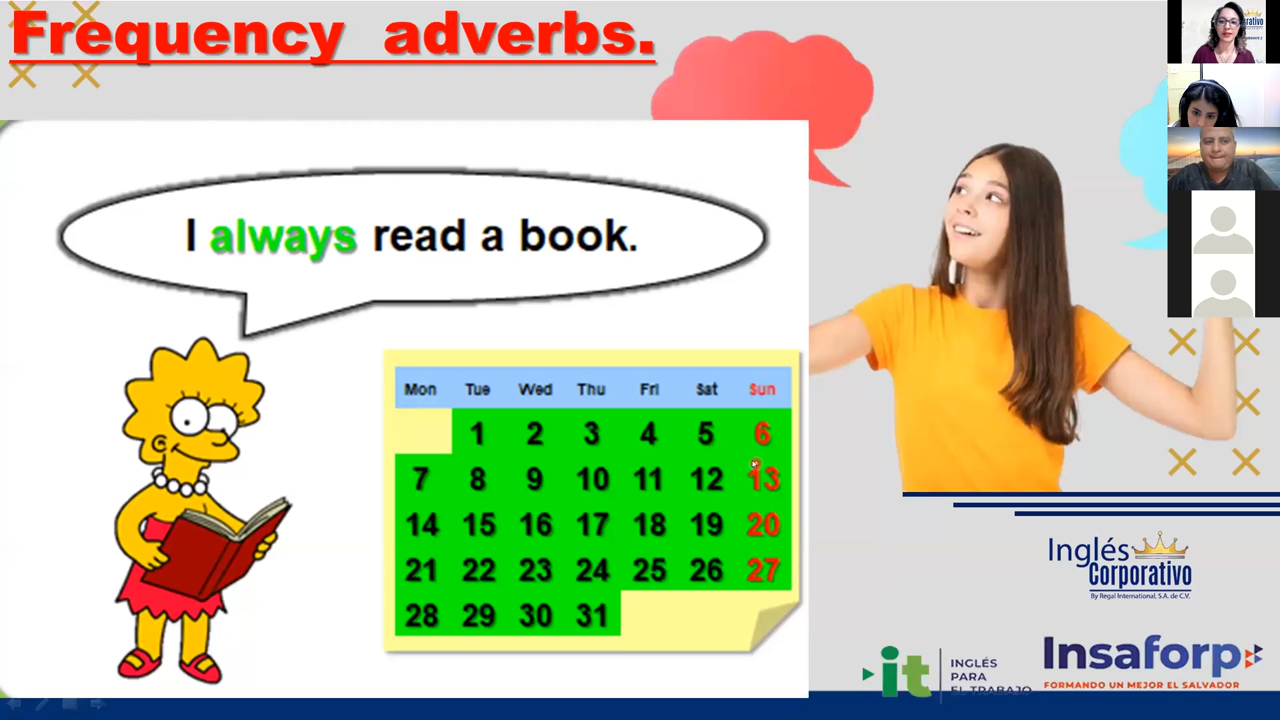 Frequency adverbs.
I always read a book.
Mon Tue Wed Thu Fri Sat Sun
1 2 3 4 5 6
7 8 9 10 11 12 13
14 15 16 17 18 19 20
21 22 23 24 25 26 27
28 29 30 31
Inglés
Corporativo
By Regal International, S.A. de C.V.
it
INGLÉS
PARA
EL TRABAJO
Insaforp
FORMANDO UN MEJOR EL SALVADOR